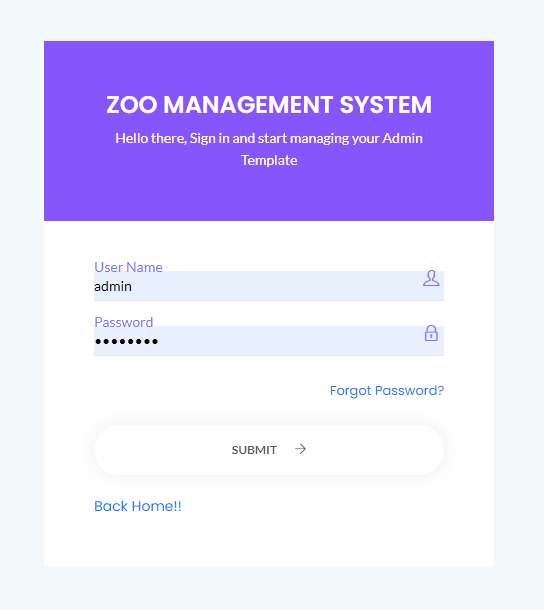 ZOO MANAGEMENT SYSTEM
Hello there, Sign in and start managing your Admin
Template
User Name
admin
Password
••••••••
Forgot Password?
SUBMIT
Back Home!!